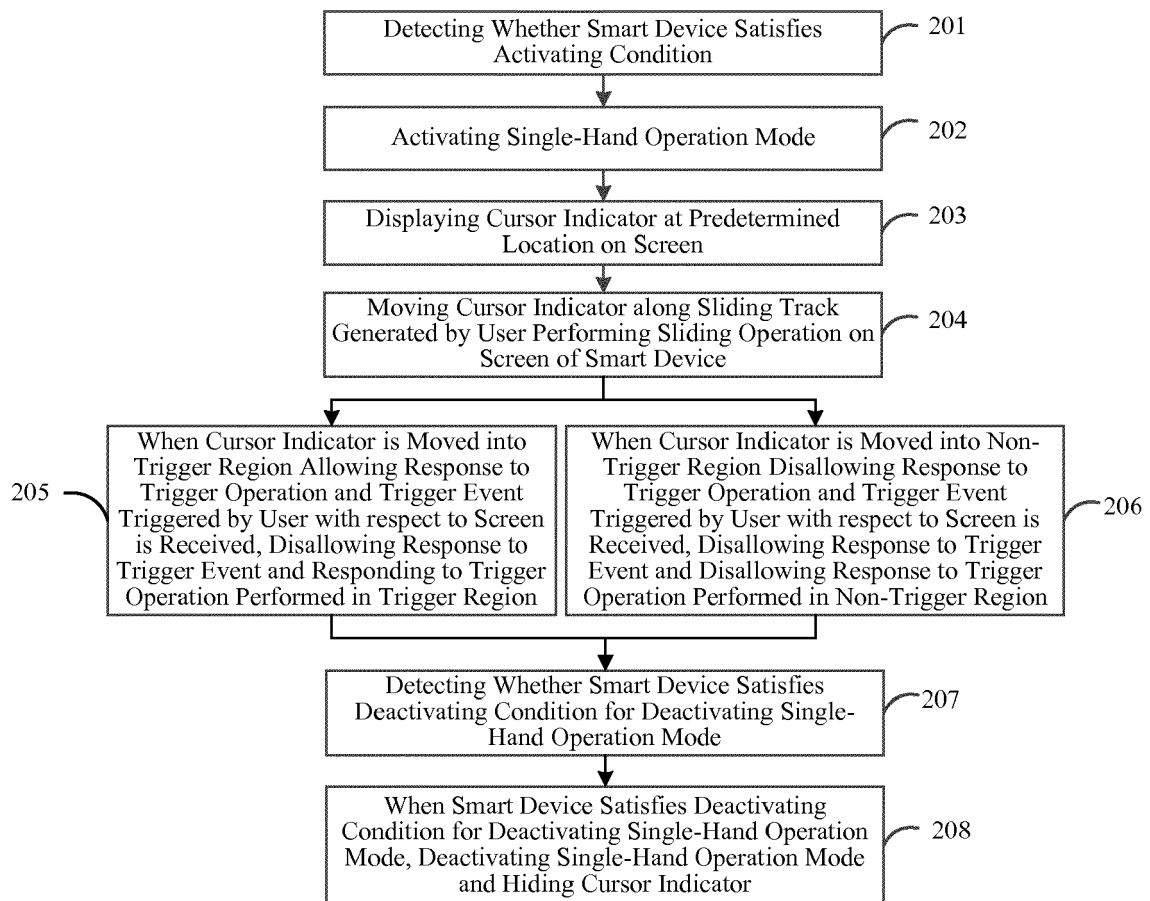 Detecting Whether Smart Device Satisfies
Activating Condition
201
Activating Single-Hand Operation Mode
202
Displaying Cursor Indicator at Predetermined
Location on Screen
203
Moving Cursor Indicator along Sliding Track
Generated by User Performing Sliding Operation on
Screen of Smart Device
204
When Cursor Indicator is Moved into
Trigger Region Allowing Response to
Trigger Operation and Trigger Event
Triggered by User with respect to Screen
is Received, Disallowing Response to
Trigger Event and Responding to Trigger
Operation Performed in Trigger Region
205
When Cursor Indicator is Moved into Non-
Trigger Region Disallowing Response to
Trigger Operation and Trigger Event
Triggered by User with respect to Screen is
Received, Disallowing Response to Trigger
Event and Disallowing Response to Trigger
Operation Performed in Non-Trigger Region
206
Detecting Whether Smart Device Satisfies
Deactivating Condition for Deactivating Single-
Hand Operation Mode
207
When Smart Device Satisfies Deactivating
Condition for Deactivating Single-Hand Operation
Mode, Deactivating Single-Hand Operation Mode
and Hiding Cursor Indicator
208